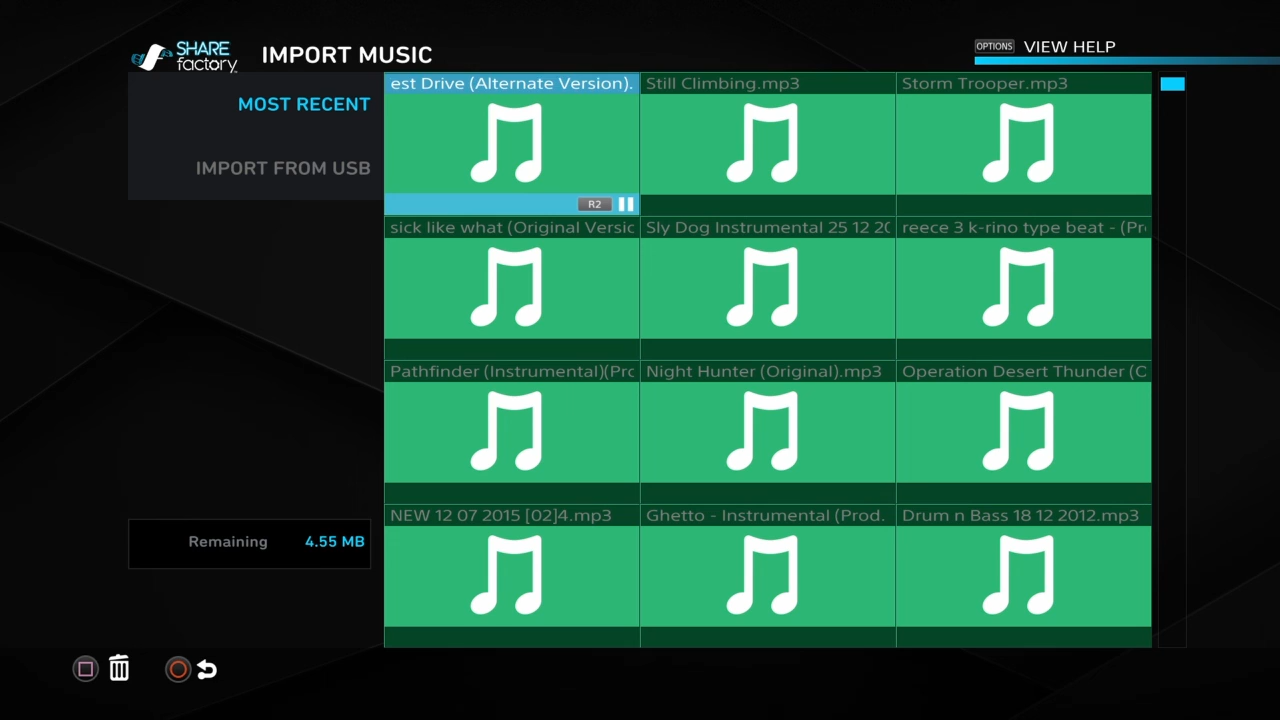 SHARE factory™
IMPORT MUSIC
OPTIONS VIEW HELP
MOST RECENT
IMPORT FROM USB
est Drive (Alternate Version).
Still Climbing.mp3
Storm Trooper.mp3
R2
sick like what (Original Versic
Sly Dog Instrumental 25 12 20
reece 3 k-rino type beat - (Pr
Pathfinder (Instrumental)(Pro
Night Hunter (Original).mp3
Operation Desert Thunder (O
NEW 12 07 2015 [02]4.mp3
Ghetto - Instrumental (Prod.
Drum n Bass 18 12 2012.mp3
Remaining 4.55 MB